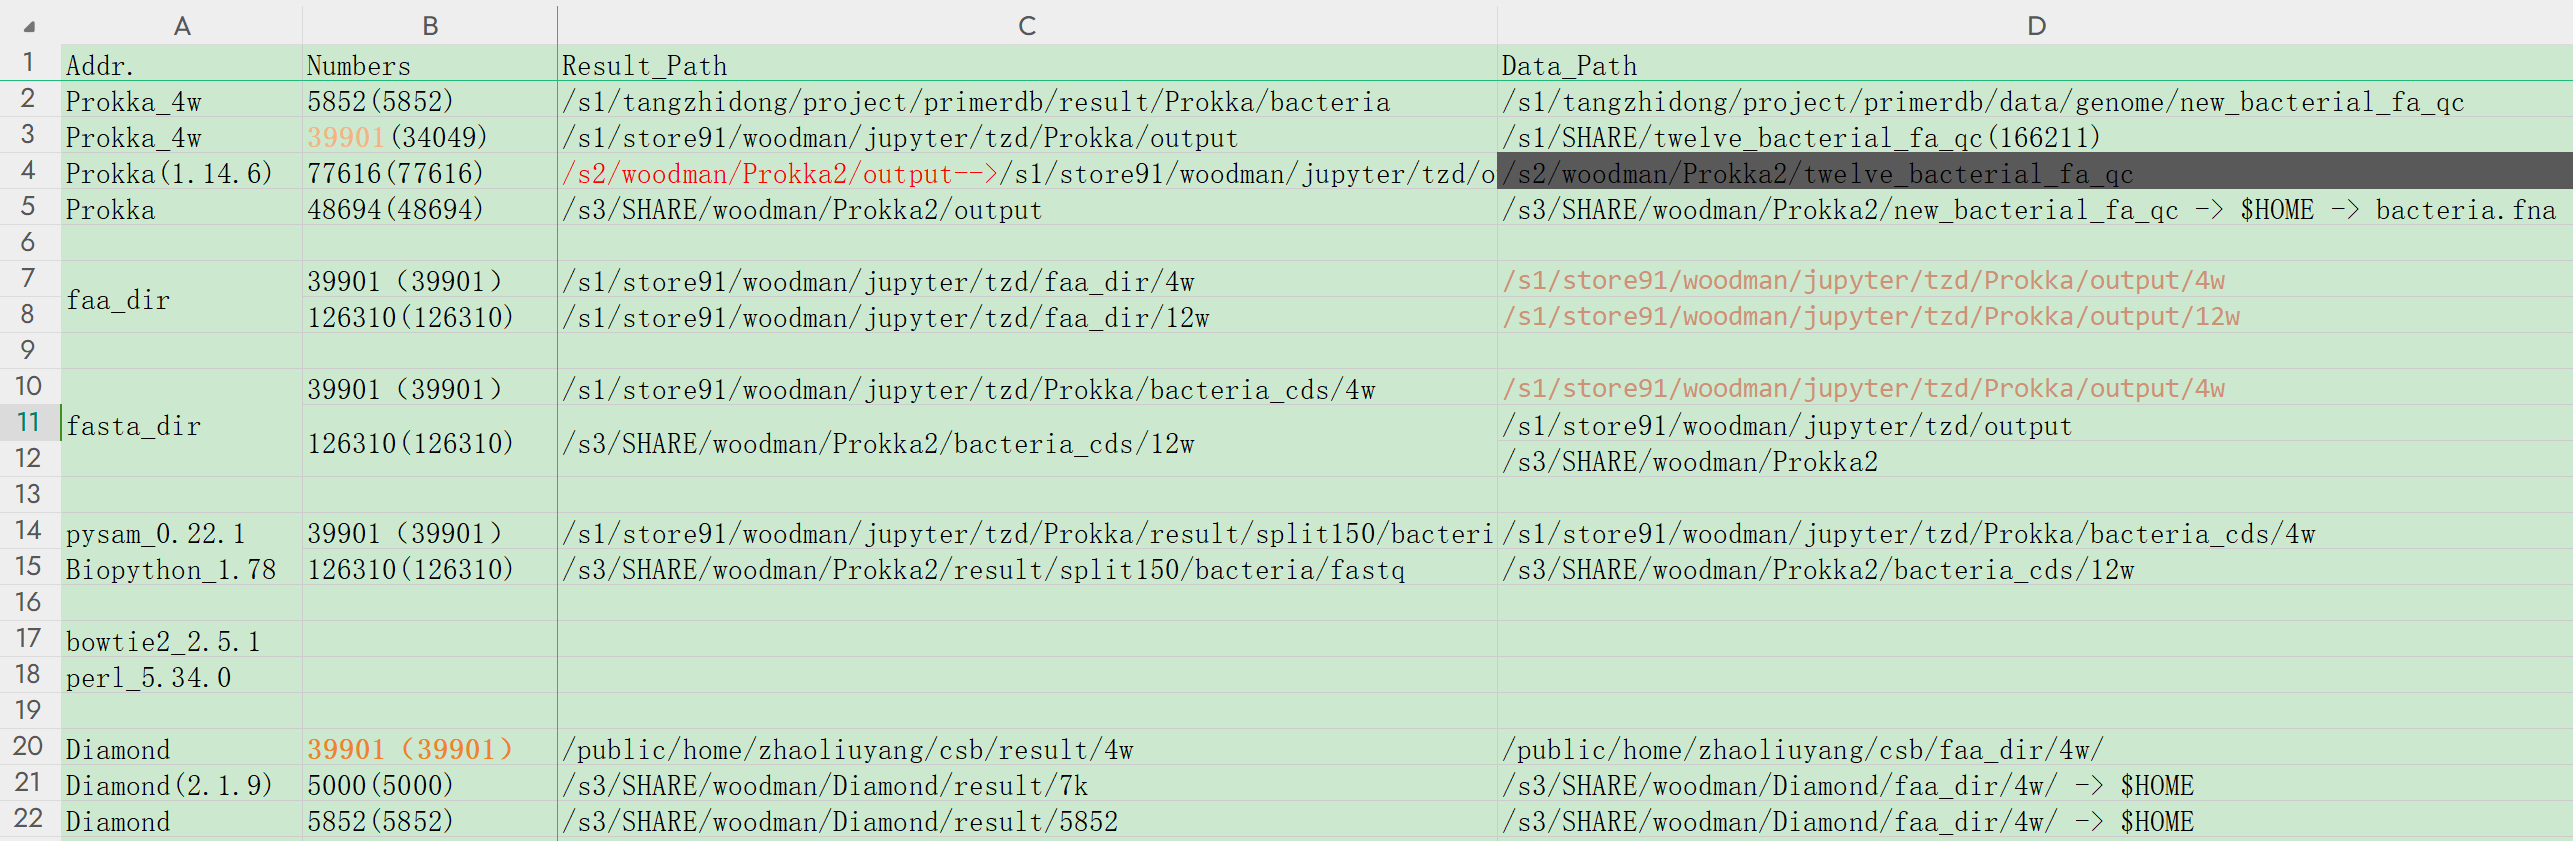 A B C D
1 Addr. Numbers Result_Path Data_Path
2 Prokka_4w 5852(5852) /s1/tangzhidong/project/primerdb/result/Prokka/bacteria /s1/tangzhidong/project/primerdb/data/genome/new_bacterial_fa_qc
3 Prokka_4w 39901(34049) /s1/store91/woodman/jupyter/tzd/Prokka/output /s1/SHARE/twelve_bacterial_fa_qc(166211)
4 Prokka(1.14.6) 77616(77616) /s2/woodman/Prokka2/output-->/s1/store91/woodman/jupyter/tzd/o /s2/woodman/Prokka2/twelve_bacterial_fa_qc
5 Prokka 48694(48694) /s3/SHARE/woodman/Prokka2/output /s3/SHARE/woodman/Prokka2/new_bacterial_fa_qc -> $HOME -> bacteria.fna
6
7 39901（39901） /s1/store91/woodman/jupyter/tzd/faa_dir/4w /s1/store91/woodman/jupyter/tzd/Prokka/output/4w
faa_dir
8 126310(126310) /s1/store91/woodman/jupyter/tzd/faa_dir/12w /s1/store91/woodman/jupyter/tzd/Prokka/output/12w
9
10 39901（39901） /s1/store91/woodman/jupyter/tzd/Prokka/bacteria_cds/4w /s1/store91/woodman/jupyter/tzd/Prokka/output/4w
11 fasta_dir /s1/store91/woodman/jupyter/tzd/output
126310(126310) /s3/SHARE/woodman/Prokka2/bacteria_cds/12w
12 /s3/SHARE/woodman/Prokka2
13
14 pysam_0.22.1 39901（39901） /s1/store91/woodman/jupyter/tzd/Prokka/result/split150/bacteri /s1/store91/woodman/jupyter/tzd/Prokka/bacteria_cds/4w
15 Biopython_1.78 126310(126310) /s3/SHARE/woodman/Prokka2/result/split150/bacteria/fastq /s3/SHARE/woodman/Prokka2/bacteria_cds/12w
16
17 bowtie2_2.5.1
18 perl_5.34.0
19
20 Diamond 39901（39901） /public/home/zhaoliuyang/csb/result/4w /public/home/zhaoliuyang/csb/faa_dir/4w/
21 Diamond(2.1.9) 5000(5000) /s3/SHARE/woodman/Diamond/result/7k /s3/SHARE/woodman/Diamond/faa_dir/4w/ -> $HOME
22 Diamond 5852(5852) /s3/SHARE/woodman/Diamond/result/5852 /s3/SHARE/woodman/Diamond/faa_dir/4w/ -> $HOME